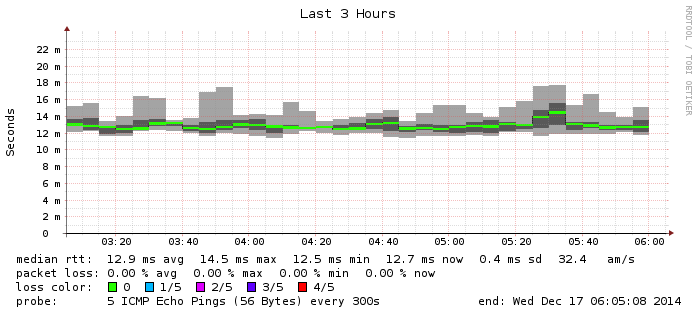 Last 3 Hours
RRDTOOL / TOBI OETIKER
Seconds
22 m
20 m
18 m
16 m
14 m
12 m
10 m
8 m
6 m
4 m
2 m
0
03:20 03:40 04:00 04:20 04:40 05:00 05:20 05:40 06:00
median rtt: 12.9 ms avg 14.5 ms max 12.5 ms min 12.7 ms now 0.4 ms sd 32.4 am/s
packet loss: 0.00 % avg 0.00 % max 0.00 % min 0.00 % now
loss color: 0 1/5 2/5 3/5 4/5
probe: 5 ICMP Echo Pings (56 Bytes) every 300s end: Wed Dec 17 06:05:08 2014